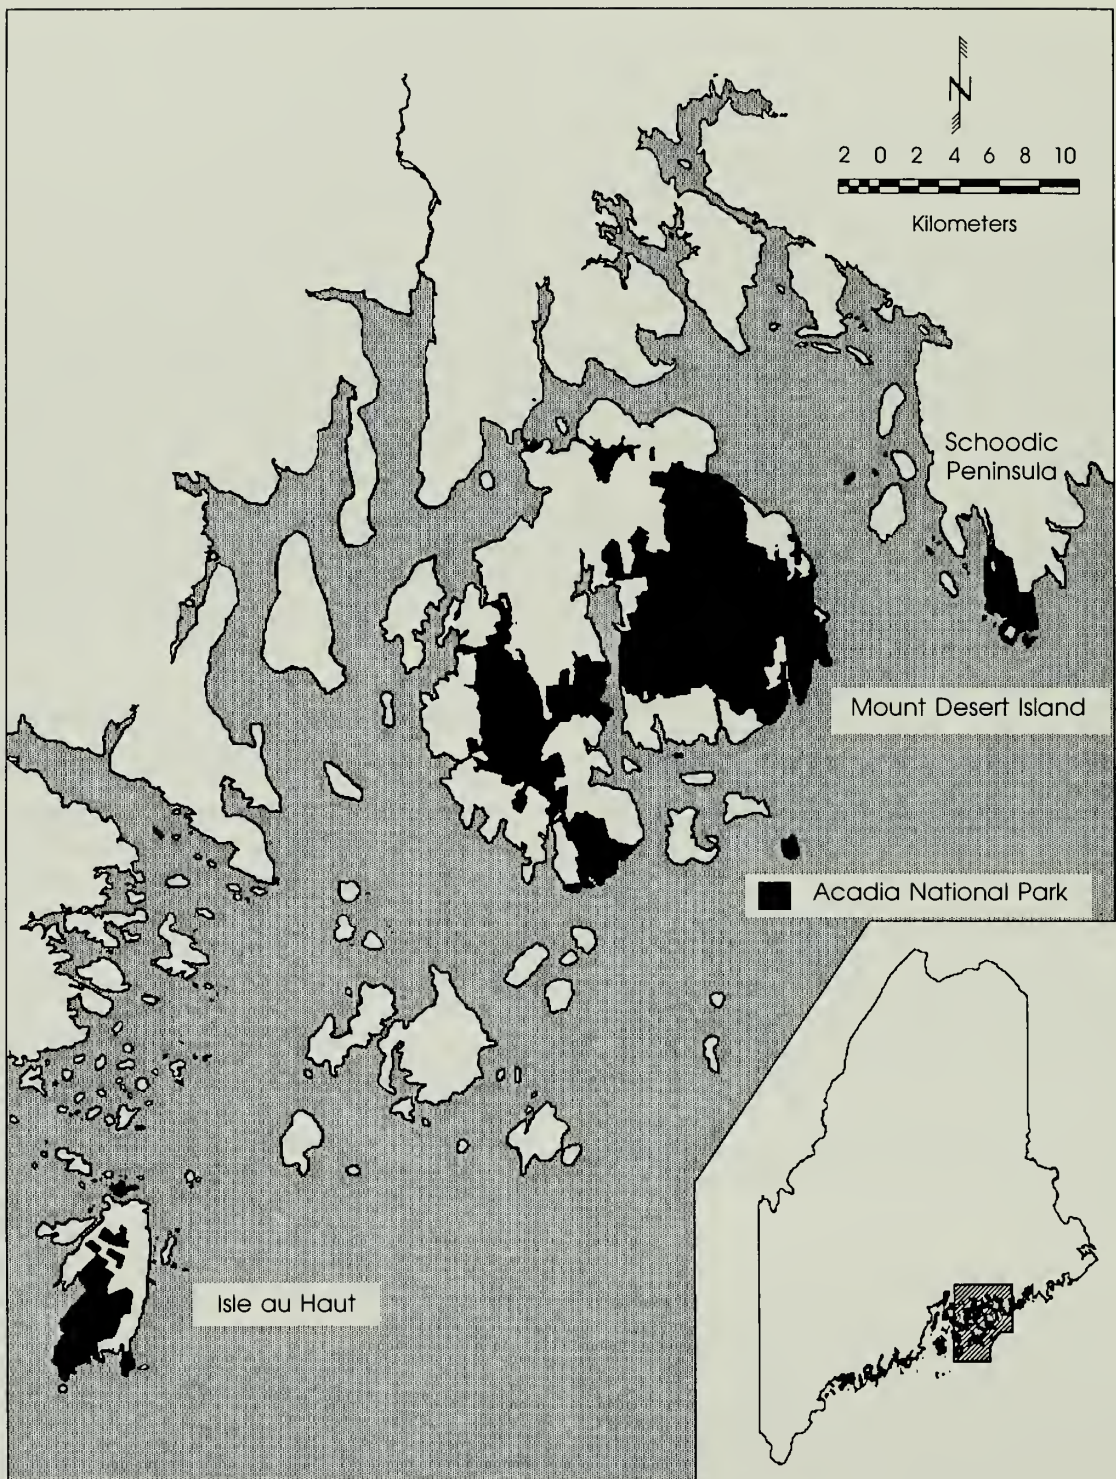 N
2 0 2 4 6 8 10
Kilometers
Schoodic
Peninsula
Mount Desert Island
Acadia National Park
Isle au Haut